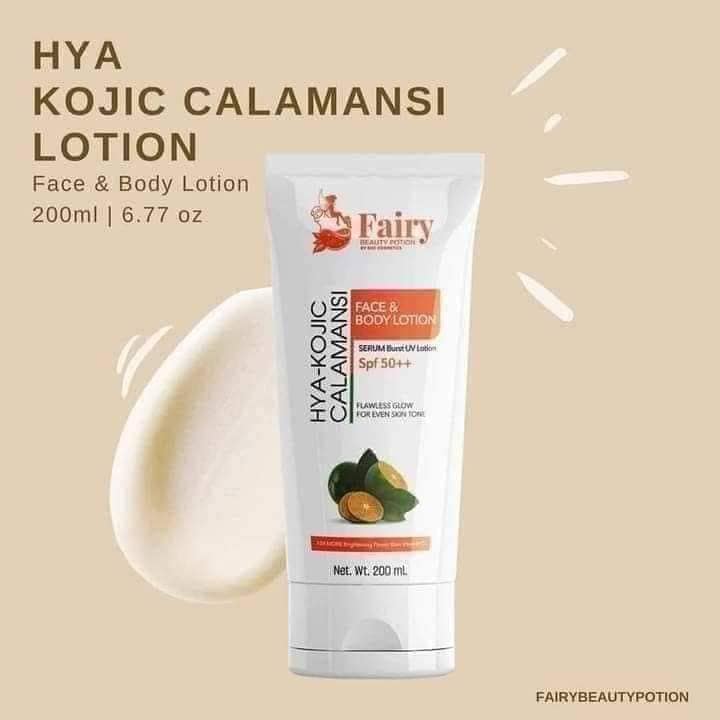 HYA
KOJIC CALAMANSI
LOTION
Face & Body Lotion
200ml | 6.77 oz
Fairy
BEAUTY POTION
HYA-KOJIC
CALAMANSI
FACE &
BODY LOTION
SERUM Burst UV Lotion
Spf 50++
FLAWLESS GLOW
FOR EVEN SKIN TONE
Net. Wt. 200 ml.
FAIRYBEAUTYPOTION